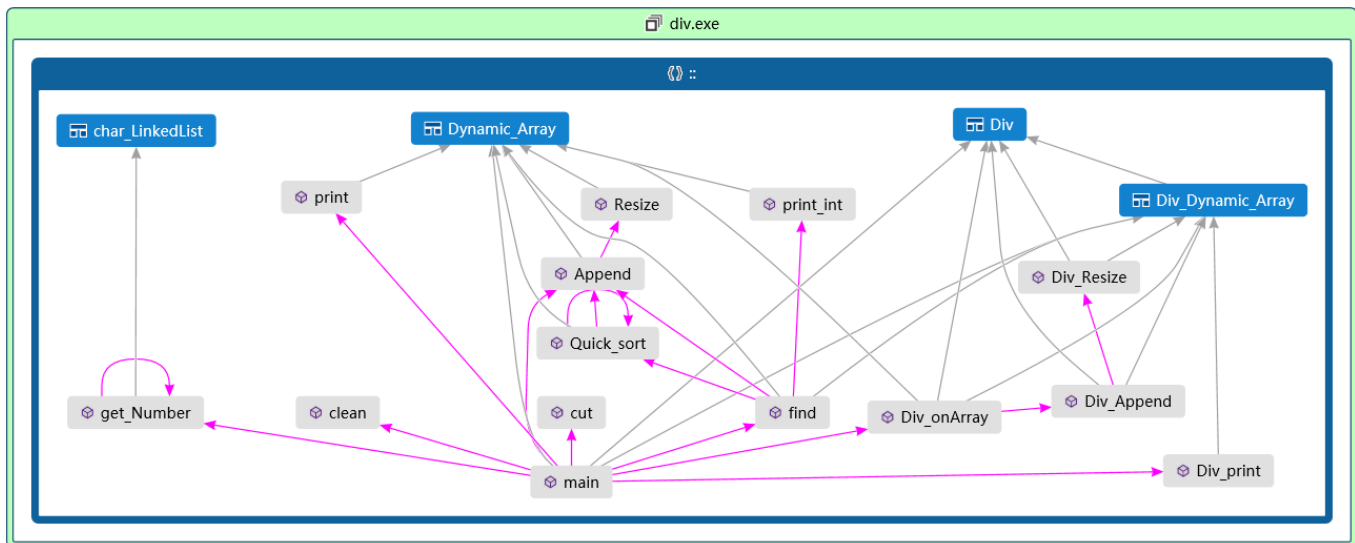 div.exe
::
char_LinkedList
Dynamic_Array
Div
print
Resize
print_int
Div_Dynamic_Array
Append
Div_Resize
Quick_sort
get_Number
clean
cut
find
Div_onArray
Div_Append
main
Div_print